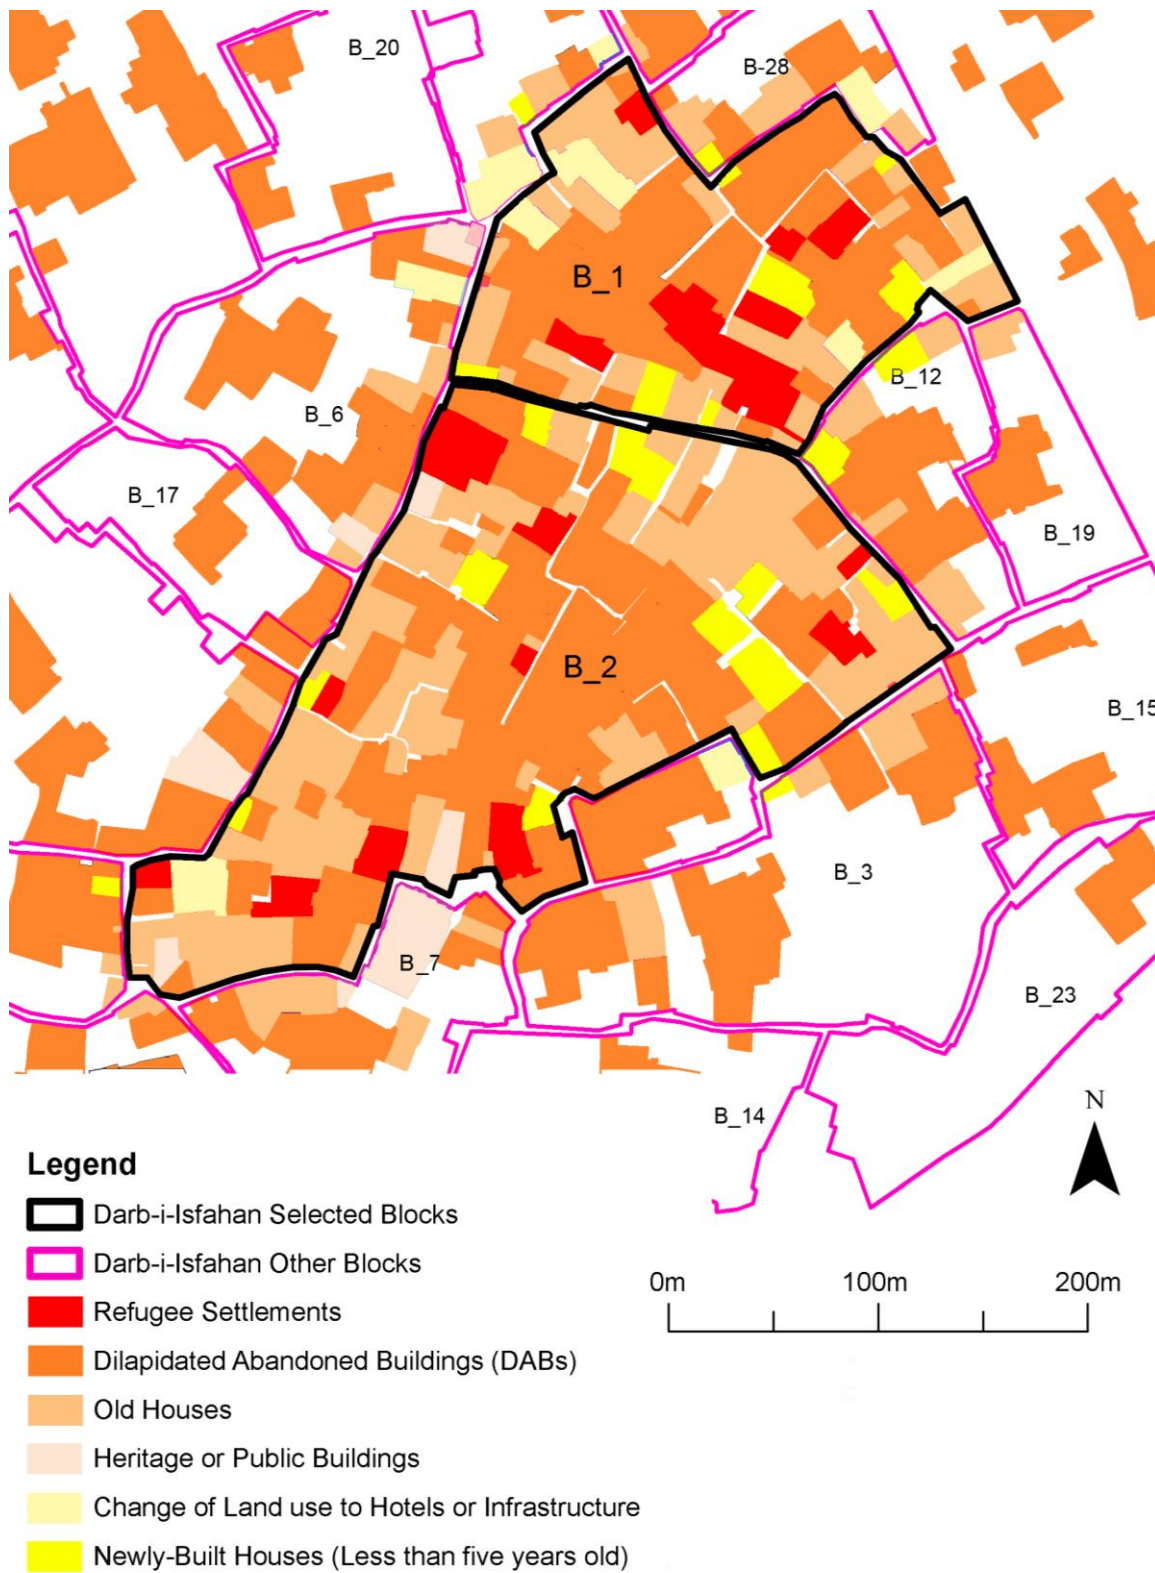 B_20
B-28
B_1
B_12
B_6
B_17
B_19
B_2
B_15
B_3
B_7
B_23
B_14
N
Legend
Darb-i-Isfahan Selected Blocks
Darb-i-Isfahan Other Blocks
Refugee Settlements
Dilapidated Abandoned Buildings (DABs)
Old Houses
Heritage or Public Buildings
Change of Land use to Hotels or Infrastructure
Newly-Built Houses (Less than five years old)
0m 100m 200m